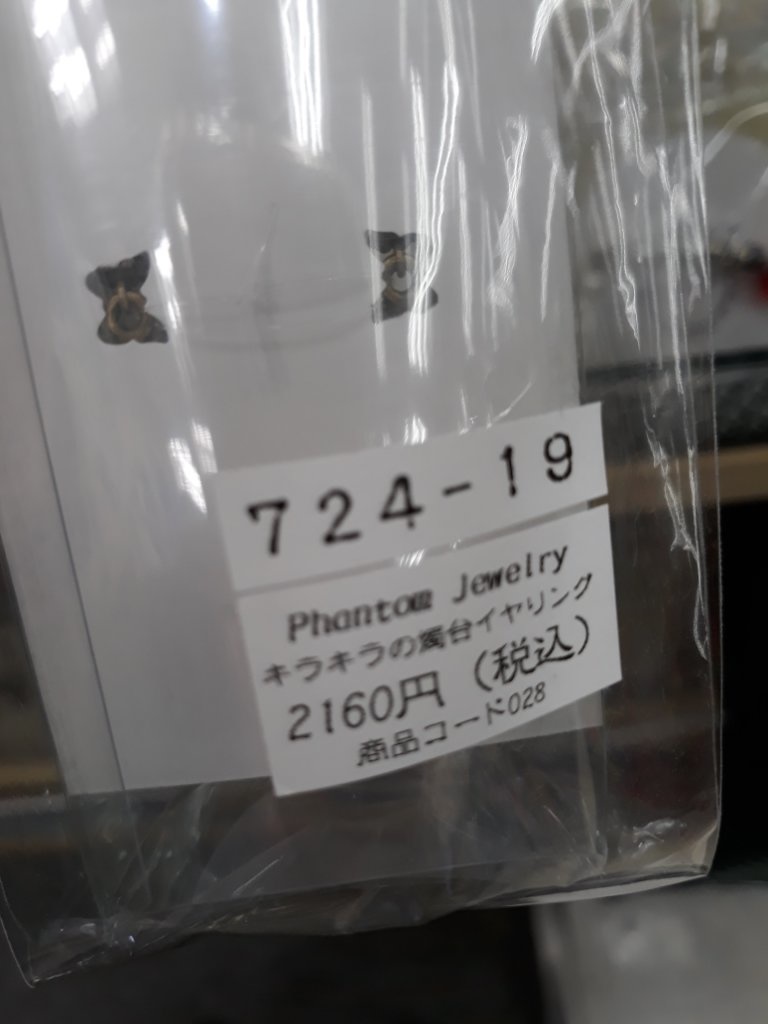 724-19
Phantom Jewelry
キラキラの燭台イヤリング
2160円 (税込)
商品コード028